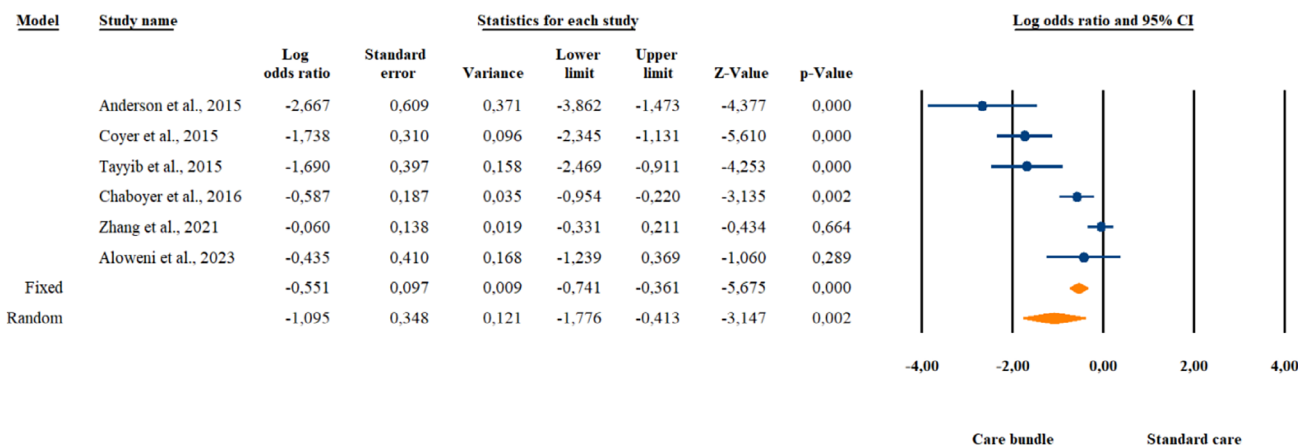 Model Study name Statistics for each study Log odds ratio and 95% CI
Log odds ratio Standard error Variance Lower limit Upper limit Z-Value p-Value
Anderson et al., 2015 -2,667 0,609 0,371 -3,862 -1,473 -4,377 0,000
Coyer et al., 2015 -1,738 0,310 0,096 -2,345 -1,131 -5,610 0,000
Tayyib et al., 2015 -1,690 0,397 0,158 -2,469 -0,911 -4,253 0,000
Chaboyer et al., 2016 -0,587 0,187 0,035 -0,954 -0,220 -3,135 0,002
Zhang et al., 2021 -0,060 0,138 0,019 -0,331 0,211 -0,434 0,664
Aloweni et al., 2023 -0,435 0,410 0,168 -1,239 0,369 -1,060 0,289
Fixed -0,551 0,097 0,009 -0,741 -0,361 -5,675 0,000
Random -1,095 0,348 0,121 -1,776 -0,413 -3,147 0,002
-4,00 -2,00 0,00 2,00 4,00
Care bundle Standard care